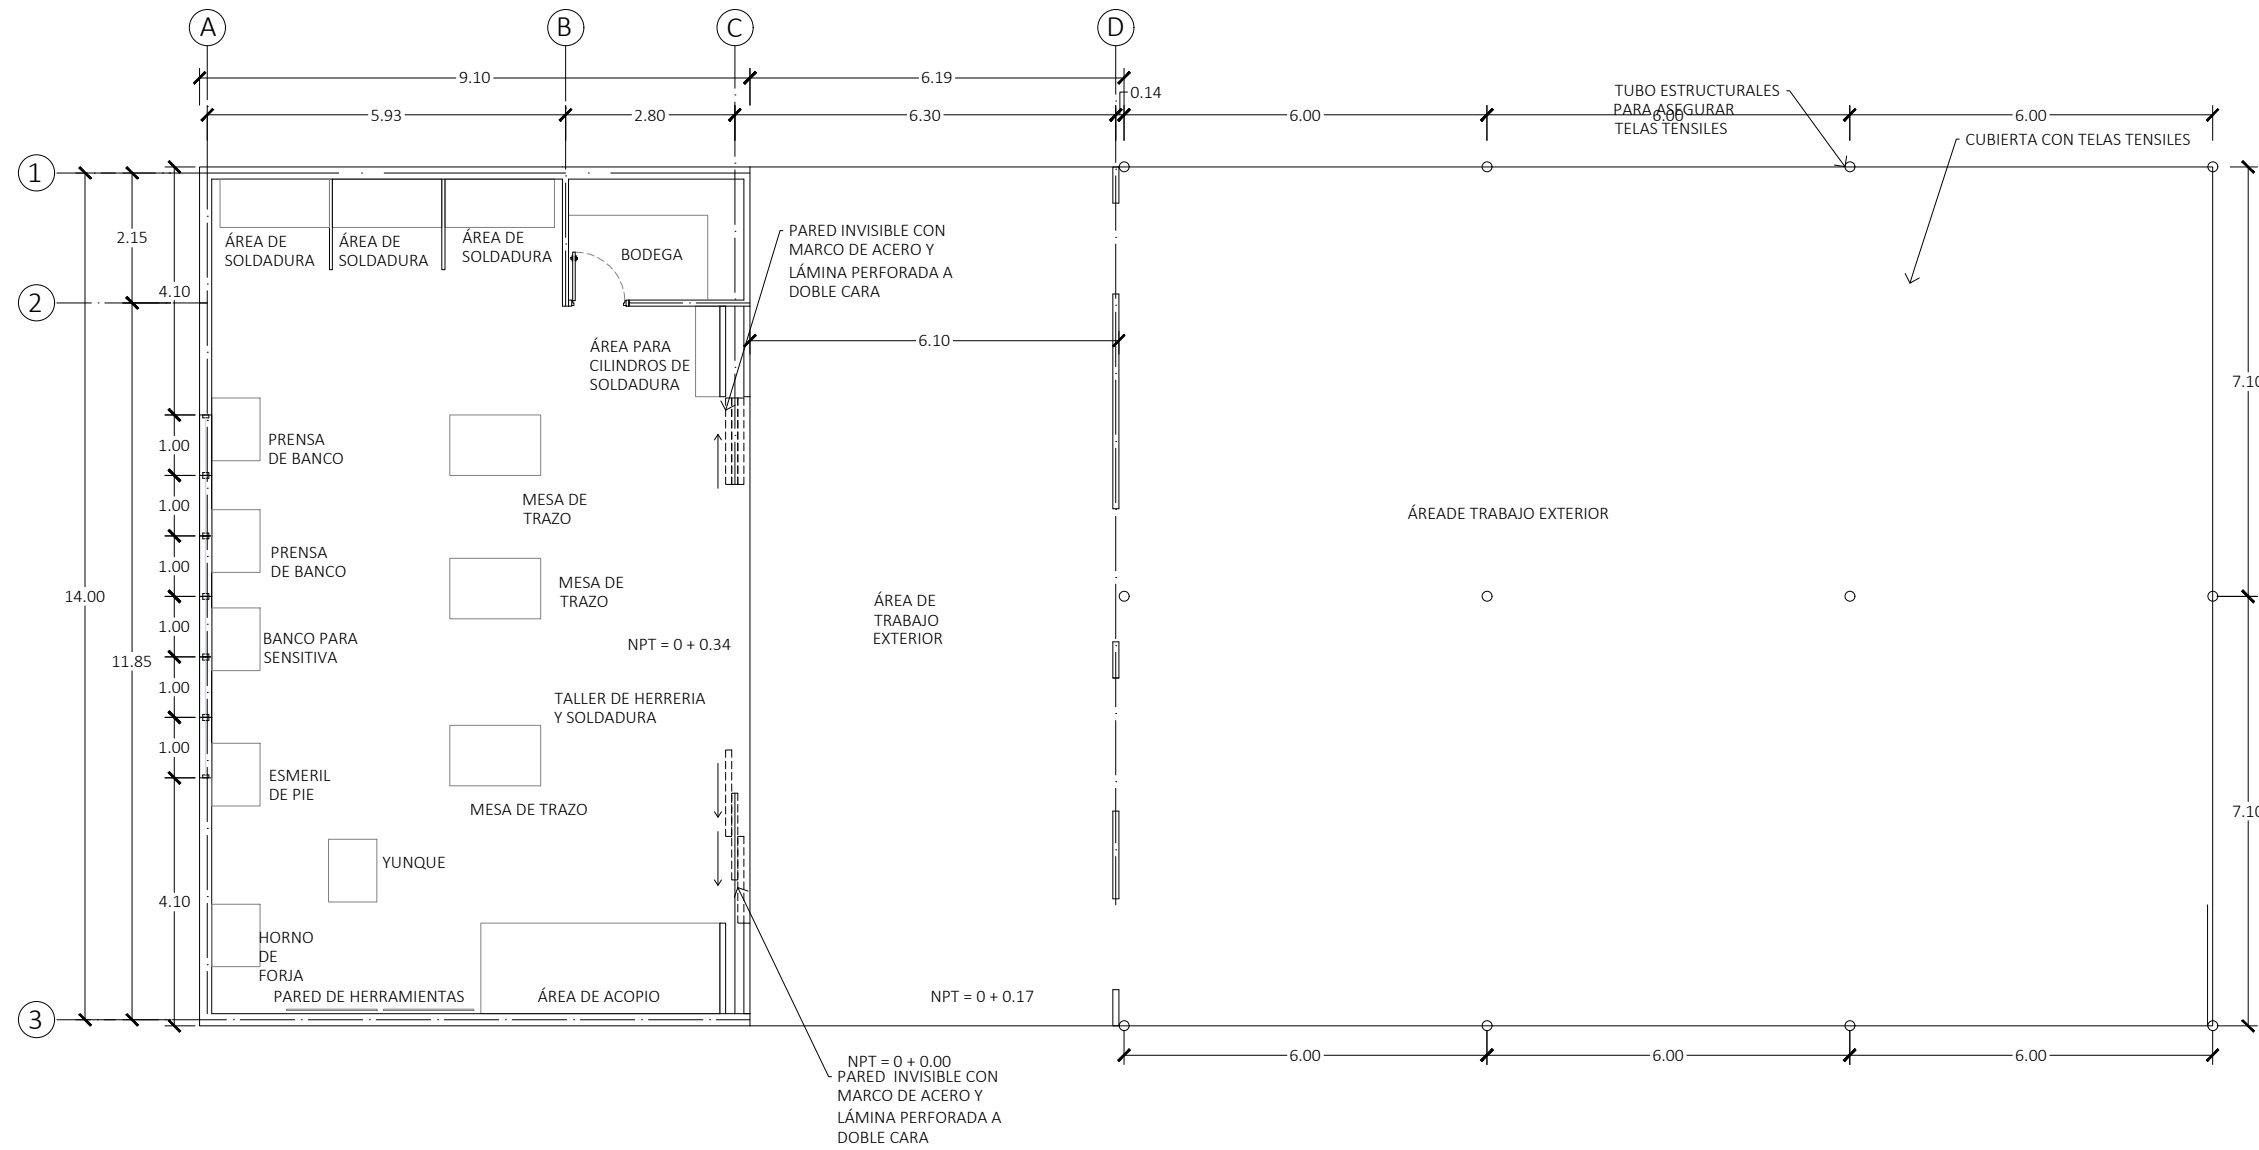 A
B
C
D
9.10
6.19
0.14
5.93
2.80
6.30
6.00
6.00
6.00
TUBO ESTRUCTURALES
PARA ASEGURAR
TELAS TENSILES
CUBIERTA CON TELAS TENSILES
1
2
3
14.00
2.15
11.85
4.10
1.00
1.00
1.00
1.00
1.00
1.00
4.10
ÁREA DE
SOLDADURA
ÁREA DE
SOLDADURA
ÁREA DE
SOLDADURA
BODEGA
PARED INVISIBLE CON
MARCO DE ACERO Y
LÁMINA PERFORADA A
DOBLE CARA
6.10
ÁREA PARA
CILINDROS DE
SOLDADURA
7.10
PRENSA
DE BANCO
MESA DE
TRAZO
ÁREADE TRABAJO EXTERIOR
PRENSA
DE BANCO
MESA DE
TRAZO
ÁREA DE
TRABAJO
EXTERIOR
BANCO PARA
SENSITIVA
NPT = 0 + 0.34
TALLER DE HERRERIA
Y SOLDADURA
ESMERIL
DE PIE
MESA DE TRAZO
7.10
YUNQUE
HORNO
DE
FORJA
PARED DE HERRAMIENTAS
ÁREA DE ACOPIO
NPT = 0 + 0.17
6.00
6.00
6.00
NPT = 0 + 0.00
PARED INVISIBLE CON
MARCO DE ACERO Y
LÁMINA PERFORADA A
DOBLE CARA